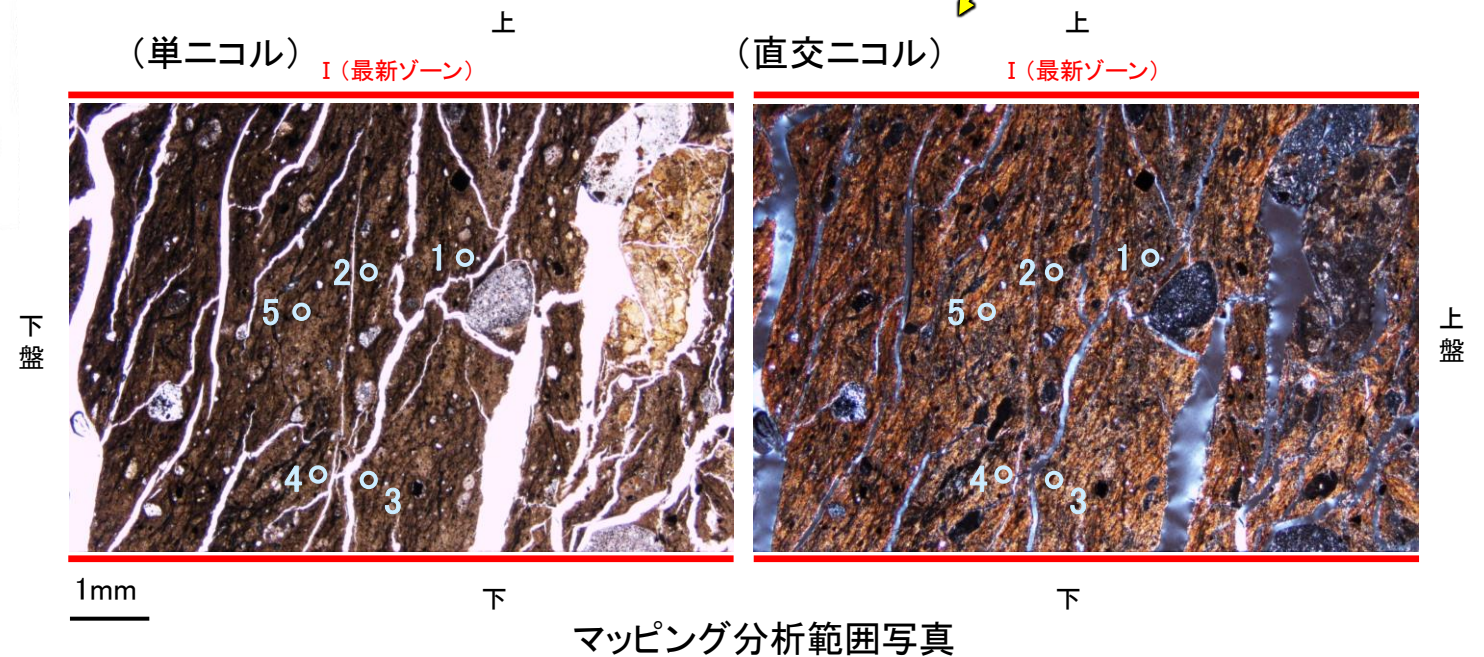 上
上
（単ニコル）
（直交ニコル）
I（最新ゾーン）
I（最新ゾーン）
1
2
5
4
3
1
2
5
4
3
下盤
上盤
1mm
下
下
マッピング分析範囲写真